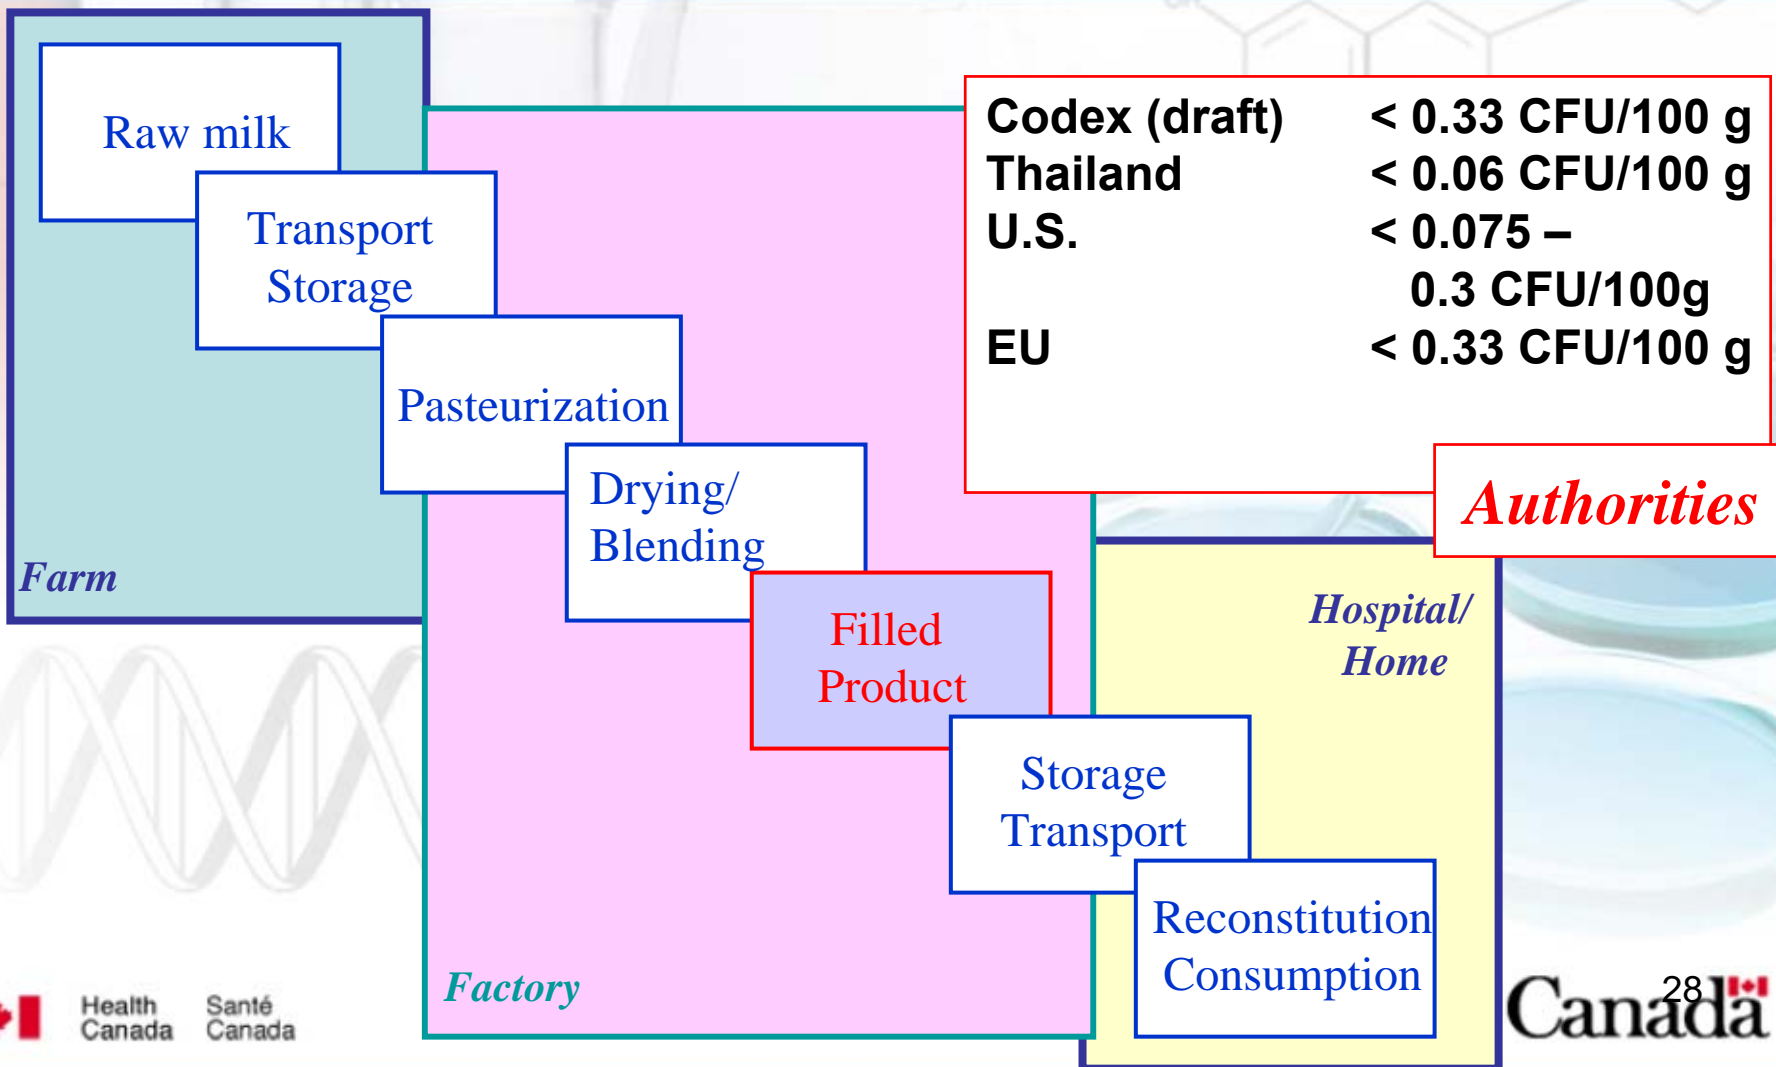 Raw milk
Transport
Storage
Pasteurization
Drying/
Blending
Filled
Product
Storage
Transport
Reconstitution
Consumption
Farm
Factory
Hospital/
Home
Codex (draft) < 0.33 CFU/100 g
Thailand < 0.06 CFU/100 g
U.S. < 0.075 –
0.3 CFU/100g
EU < 0.33 CFU/100 g
Authorities
Health Santé
Canada Canada
Canada
28